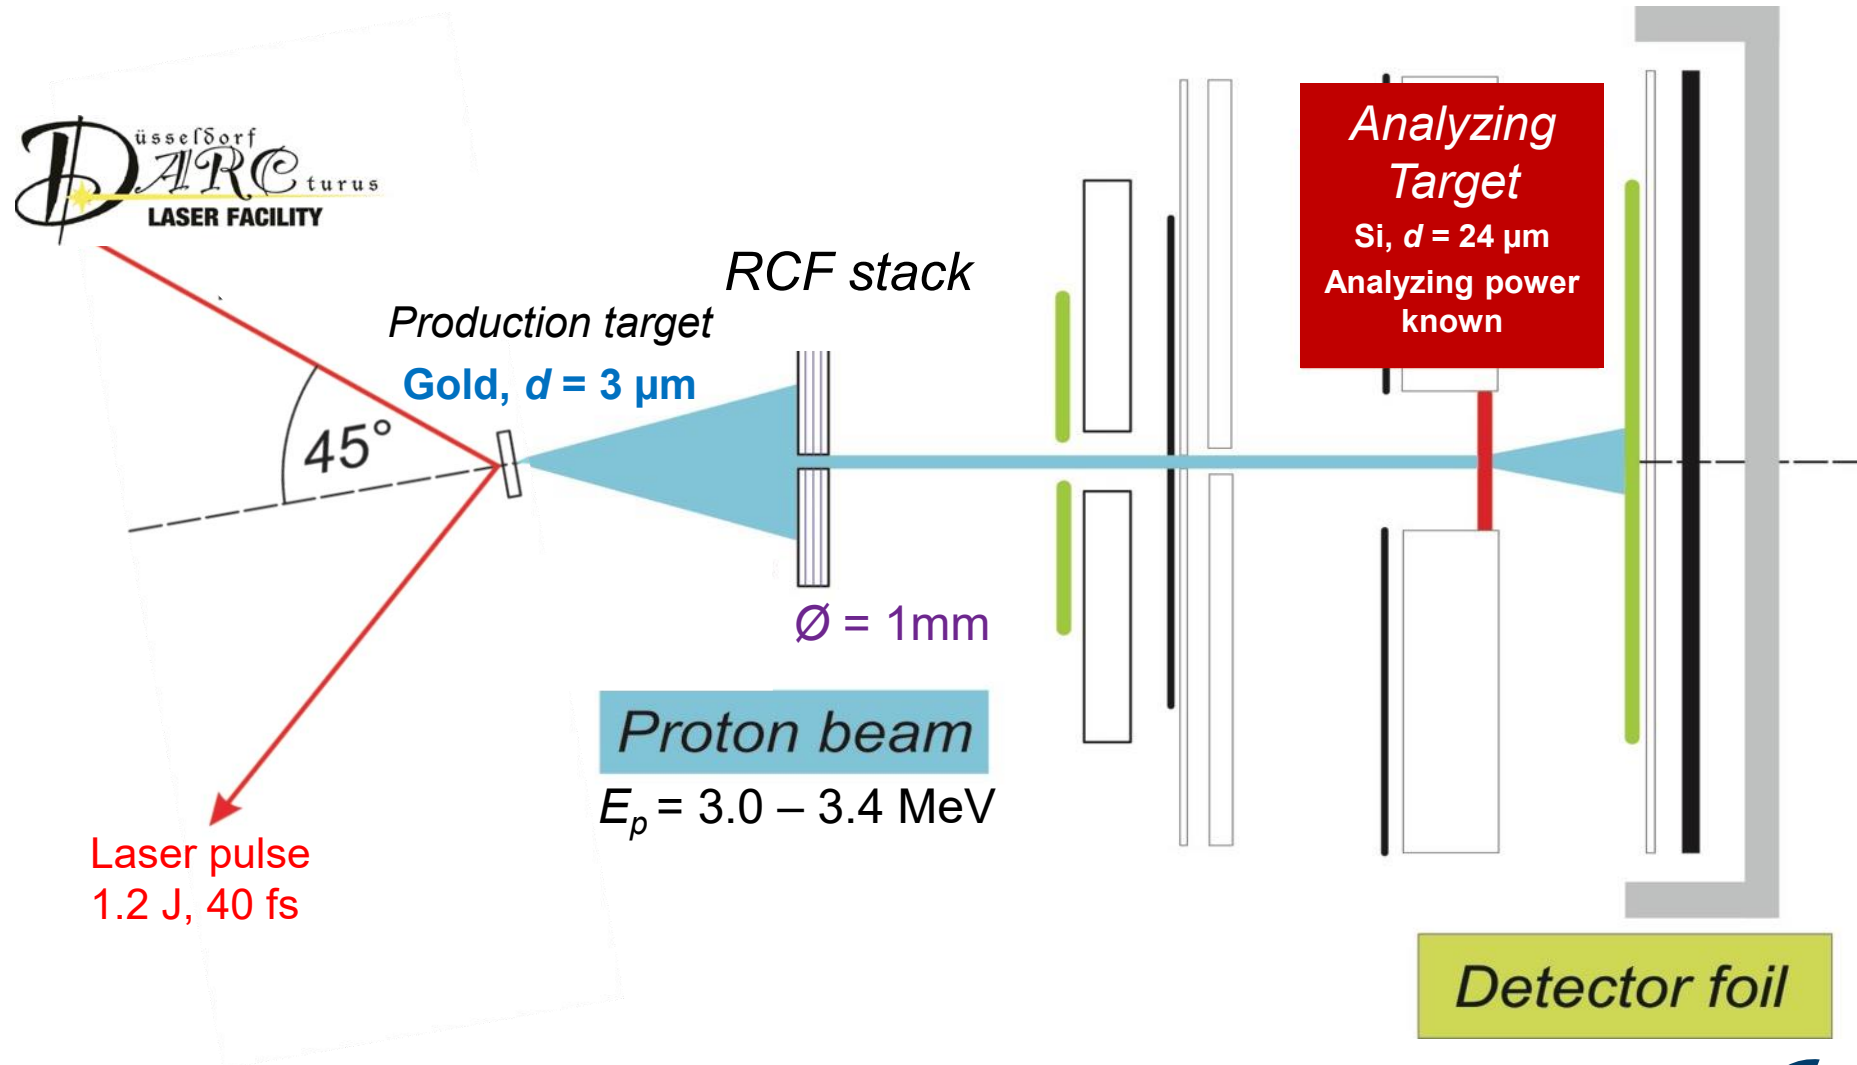 Düsseldorf
ARCturus
LASER FACILITY
Production target
Gold, d = 3 µm
RCF stack
45°
Analyzing
Target
Si, d = 24 µm
Analyzing power
known
Ø = 1mm
Proton beam
Eₚ = 3.0 – 3.4 MeV
Laser pulse
1.2 J, 40 fs
Detector foil